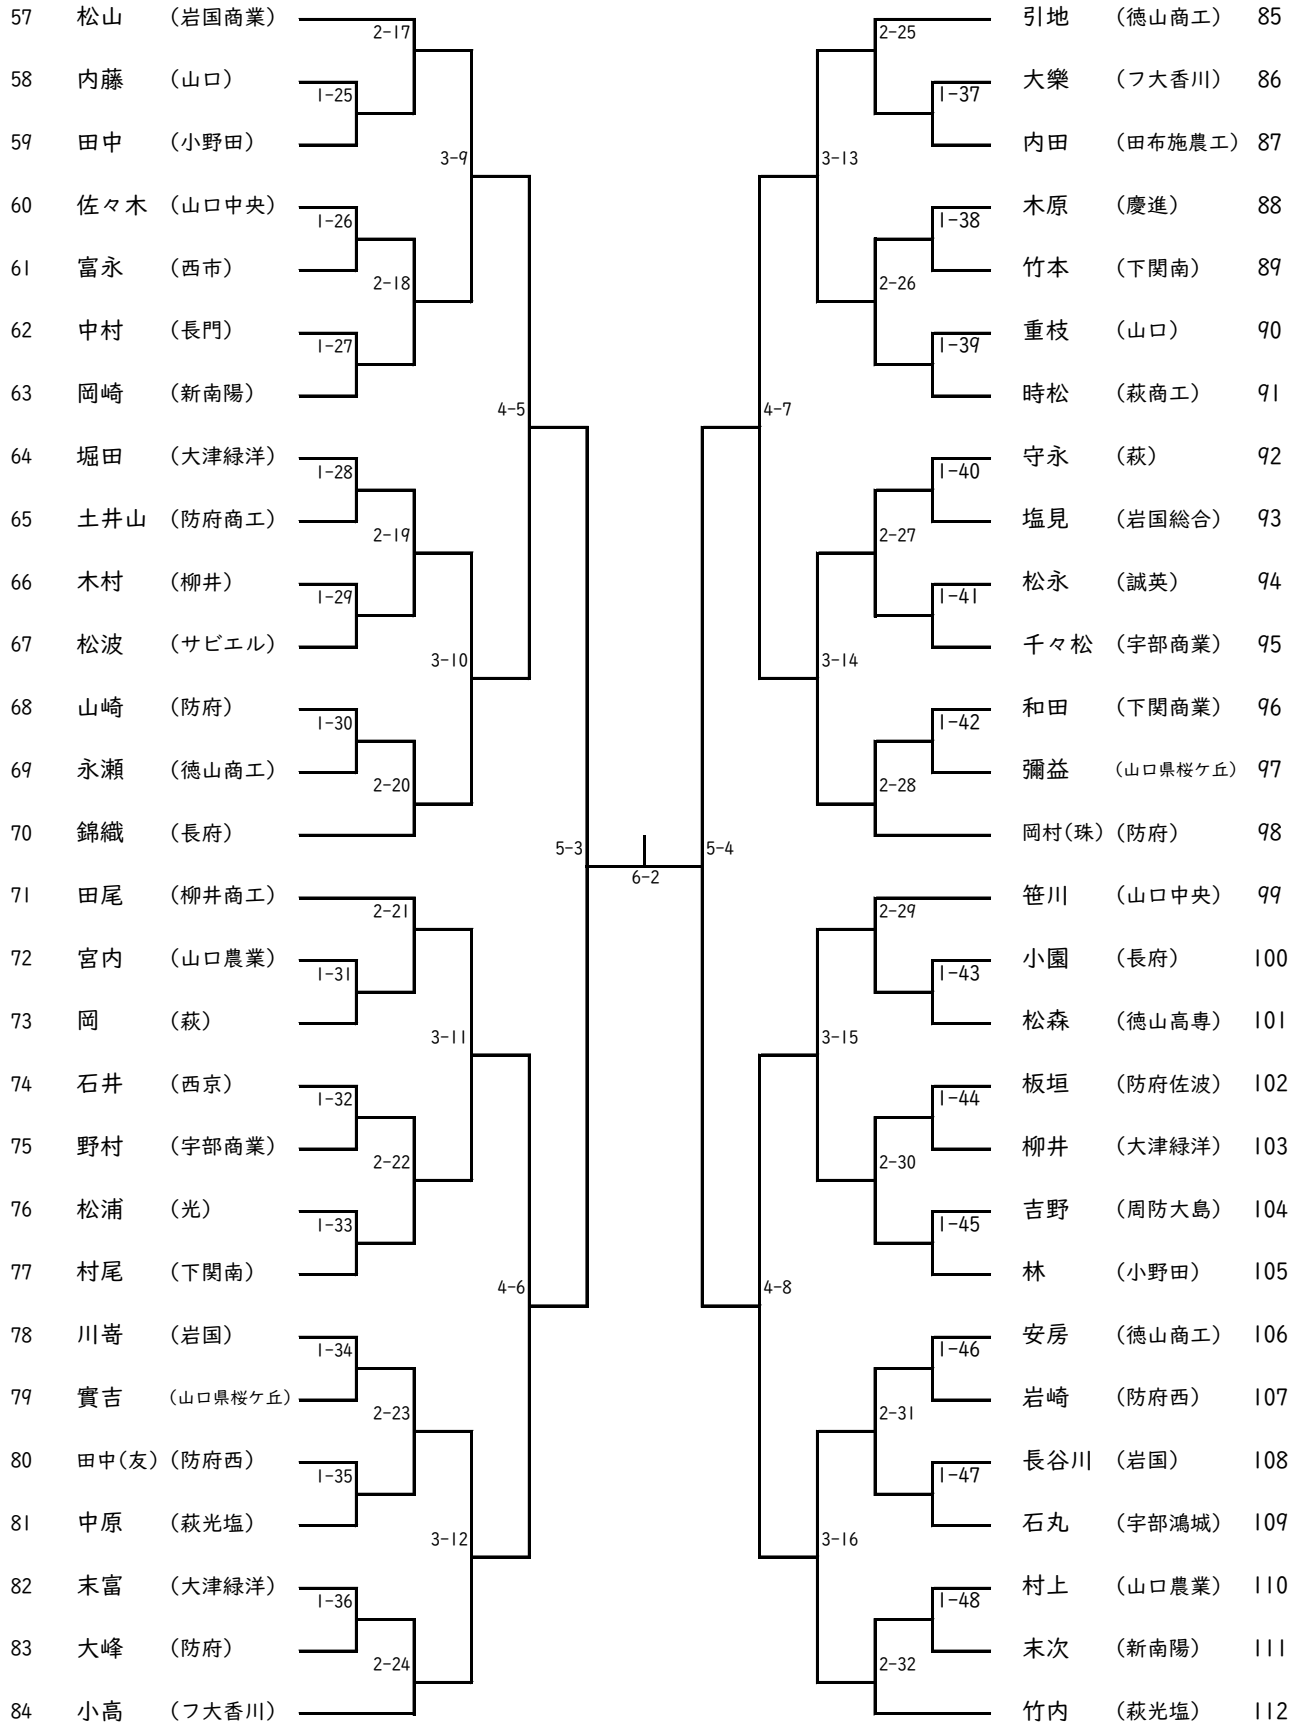 57 松山 (岩国商業)
2-17
58 内藤 (山口)
1-25
59 田中 (小野田)
3-9
60 佐々木 (山口中央)
1-26
61 富永 (西市)
2-18
62 中村 (長門)
1-27
63 岡崎 (新南陽)
4-5
64 堀田 (大津緑洋)
1-28
65 土井山 (防府商工)
2-19
66 木村 (柳井)
1-29
67 松波 (サビエル)
3-10
68 山崎 (防府)
1-30
69 永瀬 (徳山商工)
2-20
70 錦織 (長府)
5-3
71 田尾 (柳井商工)
2-21
72 宮内 (山口農業)
1-31
73 岡 (萩)
3-11
74 石井 (西京)
1-32
75 野村 (宇部商業)
2-22
76 松浦 (光)
1-33
77 村尾 (下関南)
4-6
78 川嵜 (岩国)
1-34
79 實吉 (山口県桜ケ丘)
2-23
80 田中(友) (防府西)
1-35
81 中原 (萩光塩)
3-12
82 末富 (大津緑洋)
1-36
83 大峰 (防府)
2-24
84 小高 (フ大香川)
6-2
引地 (徳山商工) 85
2-25
大樂 (フ大香川) 86
1-37
内田 (田布施農工) 87
3-13
木原 (慶進) 88
1-38
竹本 (下関南) 89
2-26
重枝 (山口) 90
1-39
時松 (萩商工) 91
4-7
守永 (萩) 92
1-40
塩見 (岩国総合) 93
2-27
松永 (誠英) 94
1-41
千々松 (宇部商業) 95
3-14
和田 (下関商業) 96
1-42
彌益 (山口県桜ケ丘) 97
2-28
岡村(珠) (防府) 98
5-4
笹川 (山口中央) 99
2-29
小園 (長府) 100
1-43
松森 (徳山高専) 101
3-15
板垣 (防府佐波) 102
1-44
柳井 (大津緑洋) 103
2-30
吉野 (周防大島) 104
1-45
林 (小野田) 105
4-8
安房 (徳山商工) 106
1-46
岩崎 (防府西) 107
2-31
長谷川 (岩国) 108
1-47
石丸 (宇部鴻城) 109
3-16
村上 (山口農業) 110
1-48
末次 (新南陽) 111
2-32
竹内 (萩光塩) 112